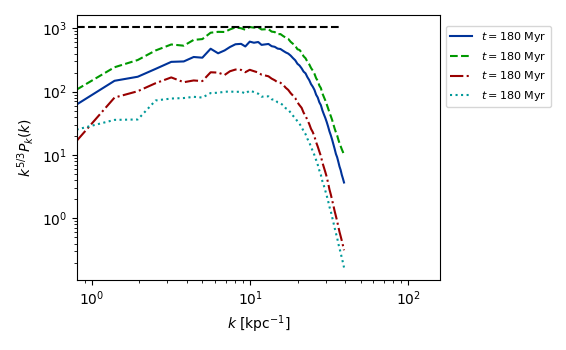 10³
10²
10¹
10⁰
k^{5/3}P_k(k)
10⁰ 10¹ 10²
k [kpc⁻¹]
t = 180 Myr
t = 180 Myr
t = 180 Myr
t = 180 Myr